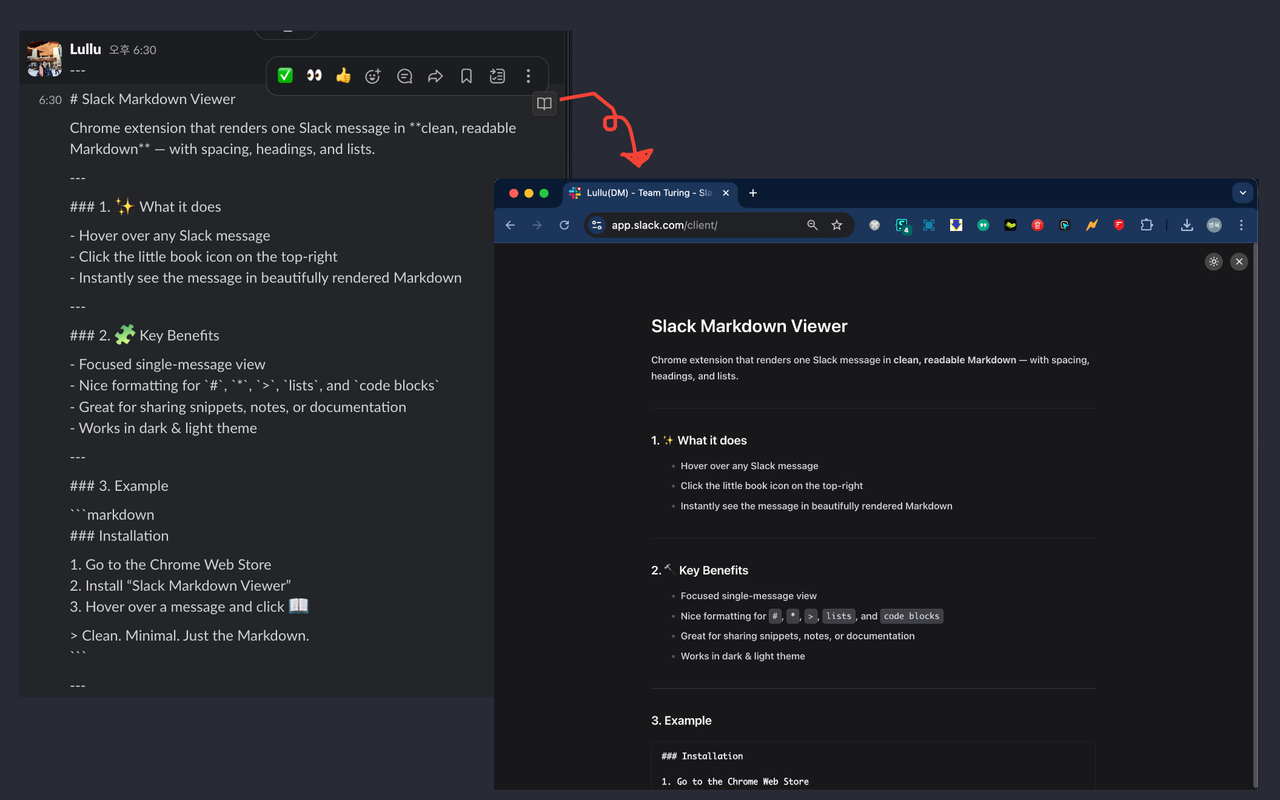 Lullu 오후 6:30
---
6:30 # Slack Markdown Viewer
Chrome extension that renders one Slack message in **clean, readable
Markdown** — with spacing, headings, and lists.
---
### 1. ✨ What it does
- Hover over any Slack message
- Click the little book icon on the top-right
- Instantly see the message in beautifully rendered Markdown
---
### 2. 🧩 Key Benefits
- Focused single-message view
- Nice formatting for `#`, `*`, `>`, `lists`, and `code blocks`
- Great for sharing snippets, notes, or documentation
- Works in dark & light theme
---
### 3. Example
```markdown
### Installation
1. Go to the Chrome Web Store
2. Install “Slack Markdown Viewer”
3. Hover over a message and click 📖
> Clean. Minimal. Just the Markdown.
```
---
Lullu(DM) - Team Turing - Sla
app.slack.com/client/
4
Slack Markdown Viewer
Chrome extension that renders one Slack message in clean, readable Markdown — with spacing,
headings, and lists.
1. ✨ What it does
• Hover over any Slack message
• Click the little book icon on the top-right
• Instantly see the message in beautifully rendered Markdown
2. Key Benefits
• Focused single-message view
• Nice formatting for #, *, >, lists, and code blocks
• Great for sharing snippets, notes, or documentation
• Works in dark & light theme
3. Example
### Installation
1. Go to the Chrome Web Store